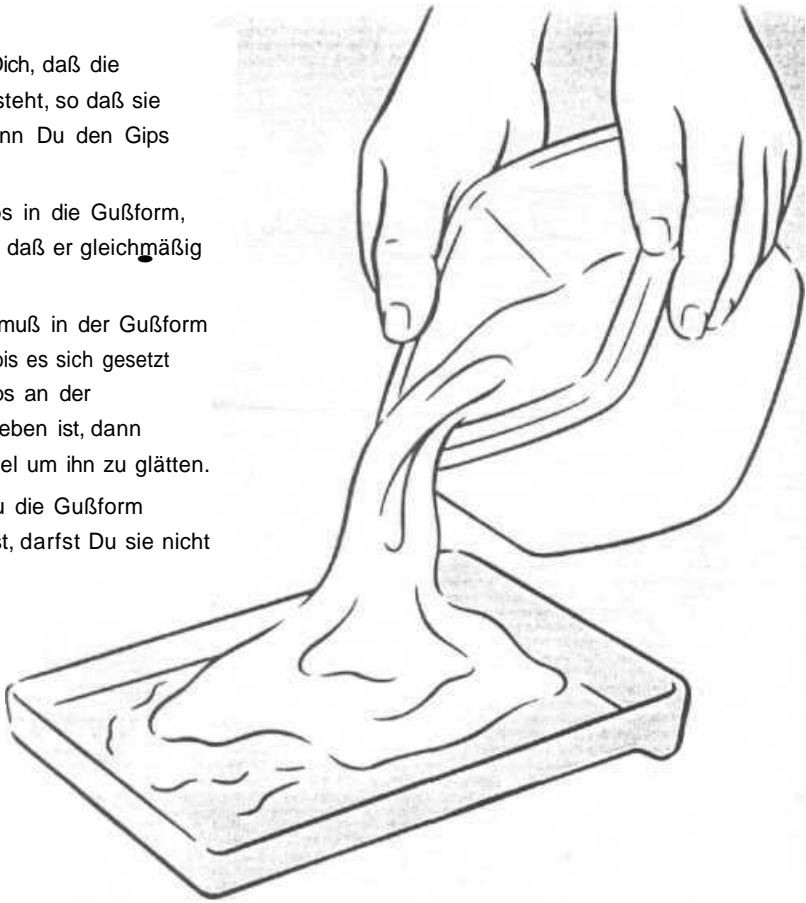 Dich, daß die
steht, so daß sie
nn Du den Gips
os in die Gußform,
daß er gleichmäßig
muß in der Gußform
bis es sich gesetzt
os an der
eben ist, dann
el um ihn zu glätten.
u die Gußform
st, darfst Du sie nicht